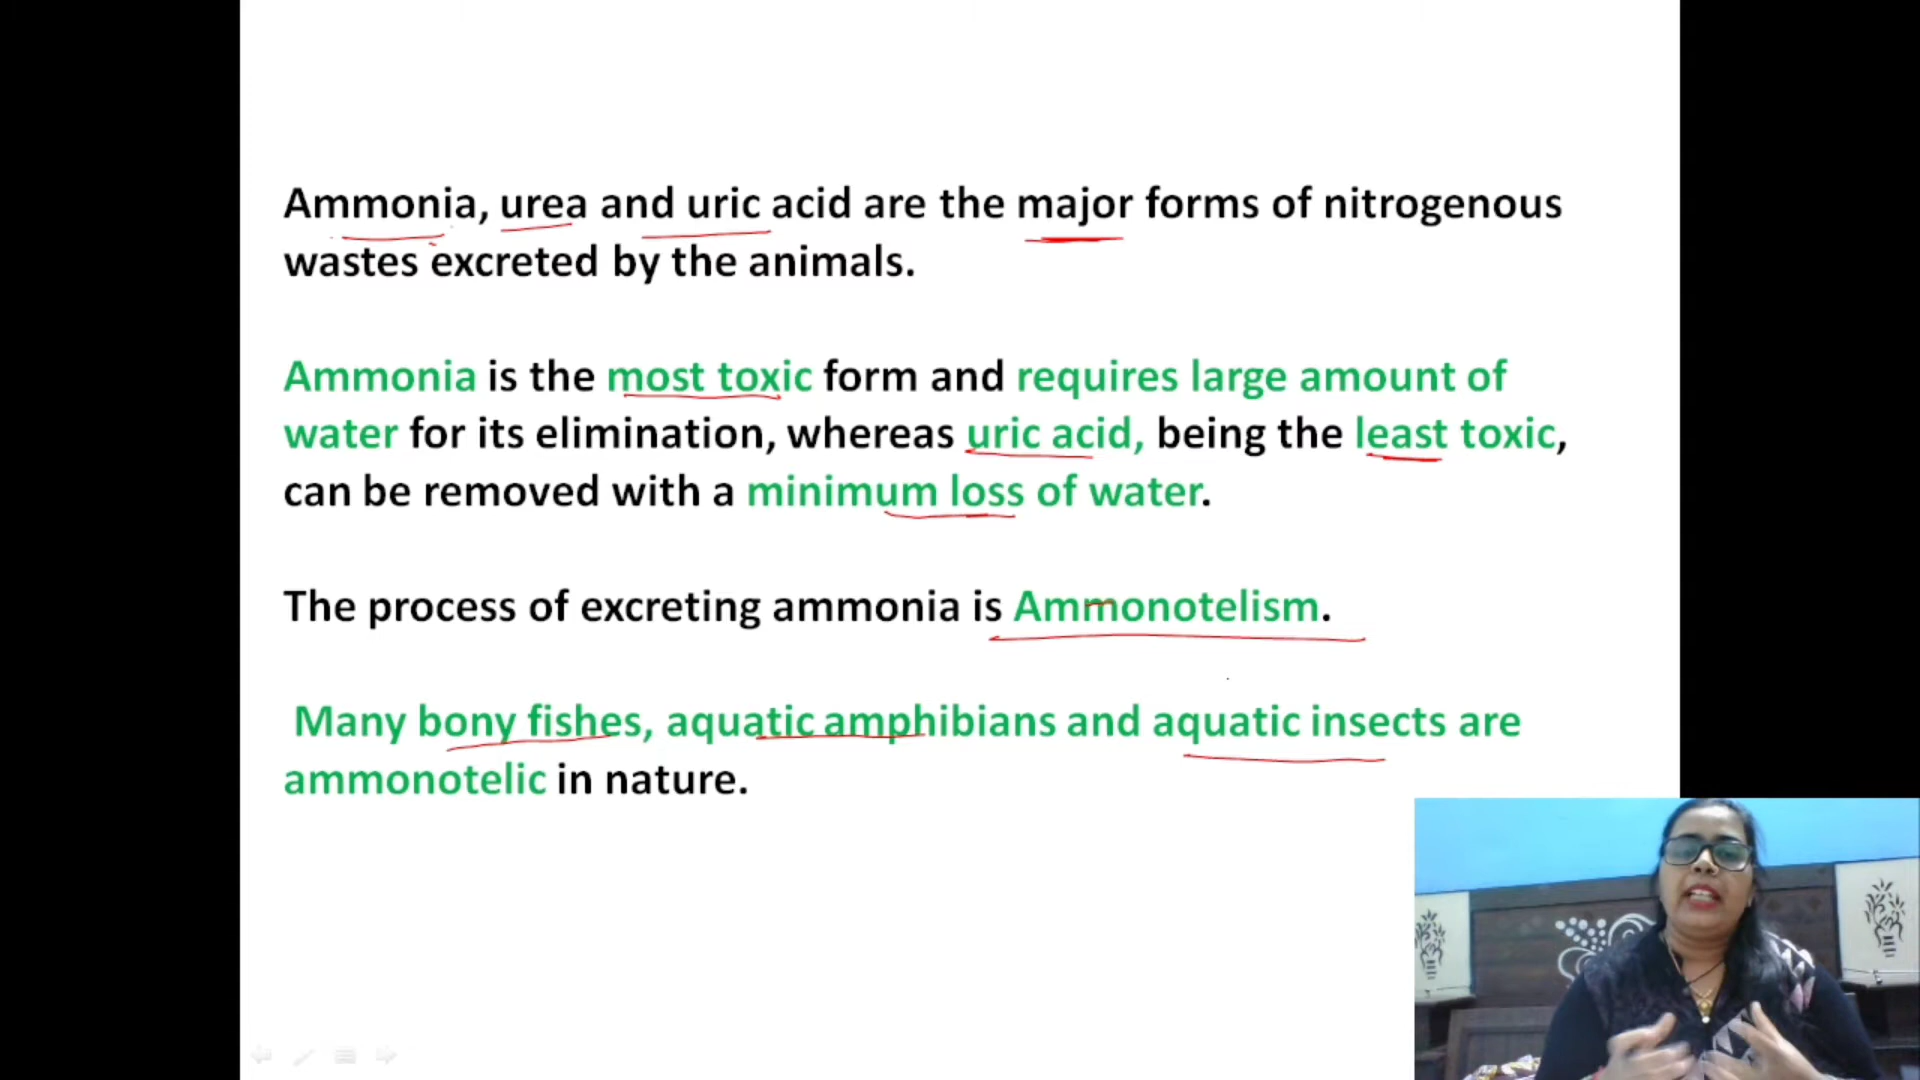 Ammonia, urea and uric acid are the major forms of nitrogenous
wastes excreted by the animals.
Ammonia is the most toxic form and requires large amount of
water for its elimination, whereas uric acid, being the least toxic,
can be removed with a minimum loss of water.
The process of excreting ammonia is Ammonotelism.
Many bony fishes, aquatic amphibians and aquatic insects are
ammonotelic in nature.